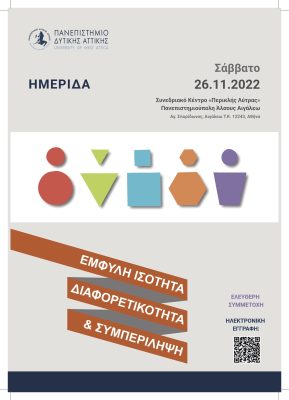 ΠΑΝΕΠΙΣΤΗΜΙΟ
ΔΥΤΙΚΗΣ ΑΤΤΙΚΗΣ
UNIVERSITY OF WEST ATTICA
ΗΜΕΡΙΔΑ
Σάββατο
26.11.2022
Συνεδριακό Κέντρο «Περικλής Λύτρας»
Πανεπιστημιούπολη Άλσους Αιγάλεω
Αγ. Σπυρίδωνος, Αιγάλεω Τ.Κ. 12243, Αθήνα
ΕΜΦΥΛΗ ΙΣΟΤΗΤΑ
ΔΙΑΦΟΡΕΤΙΚΟΤΗΤΑ
& ΣΥΜΠΕΡΙΛΗΨΗ
ΕΛΕΥΘΕΡΗ
ΣΥΜΜΕΤΟΧΗ
ΗΛΕΚΤΡΟΝΙΚΗ
ΕΓΓΡΑΦΗ: